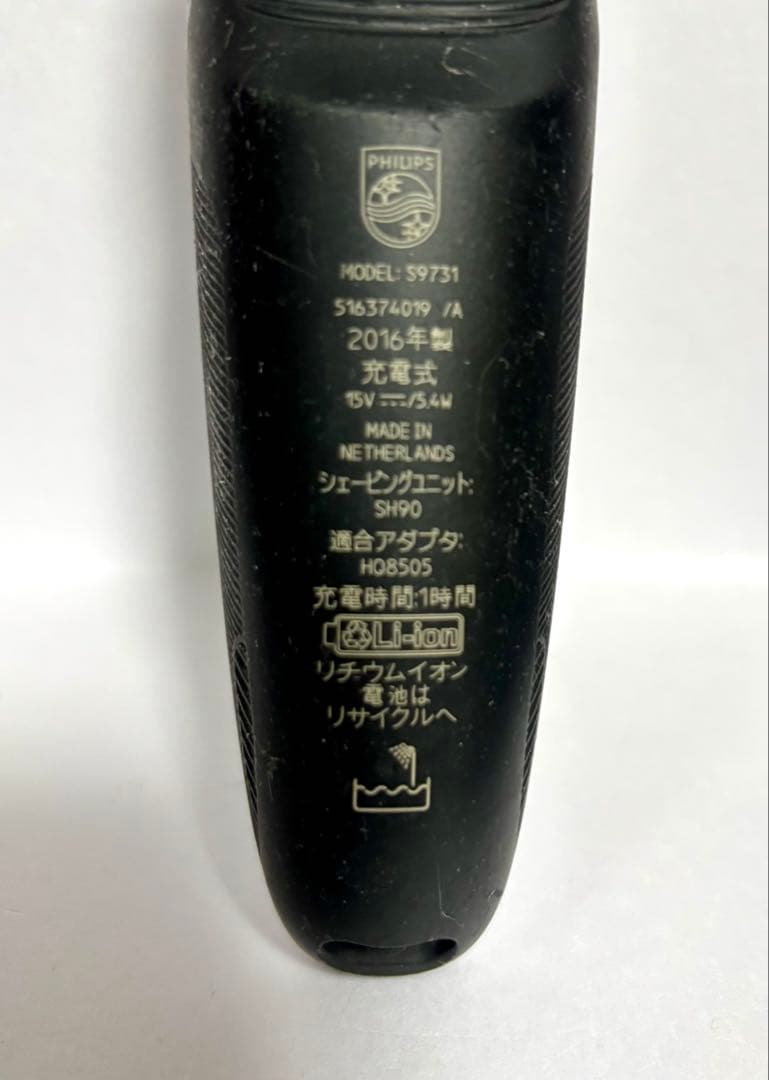 PHILIPS
MODEL: S9731
516374019 /A
2016年製
充電式
15V⎓/5.4W
MADE IN
NETHERLANDS
シェービングユニット:
SH90
適合アダプタ:
HQ8505
充電時間:1時間
Li-ion
リチウムイオン
電池は
リサイクルへ